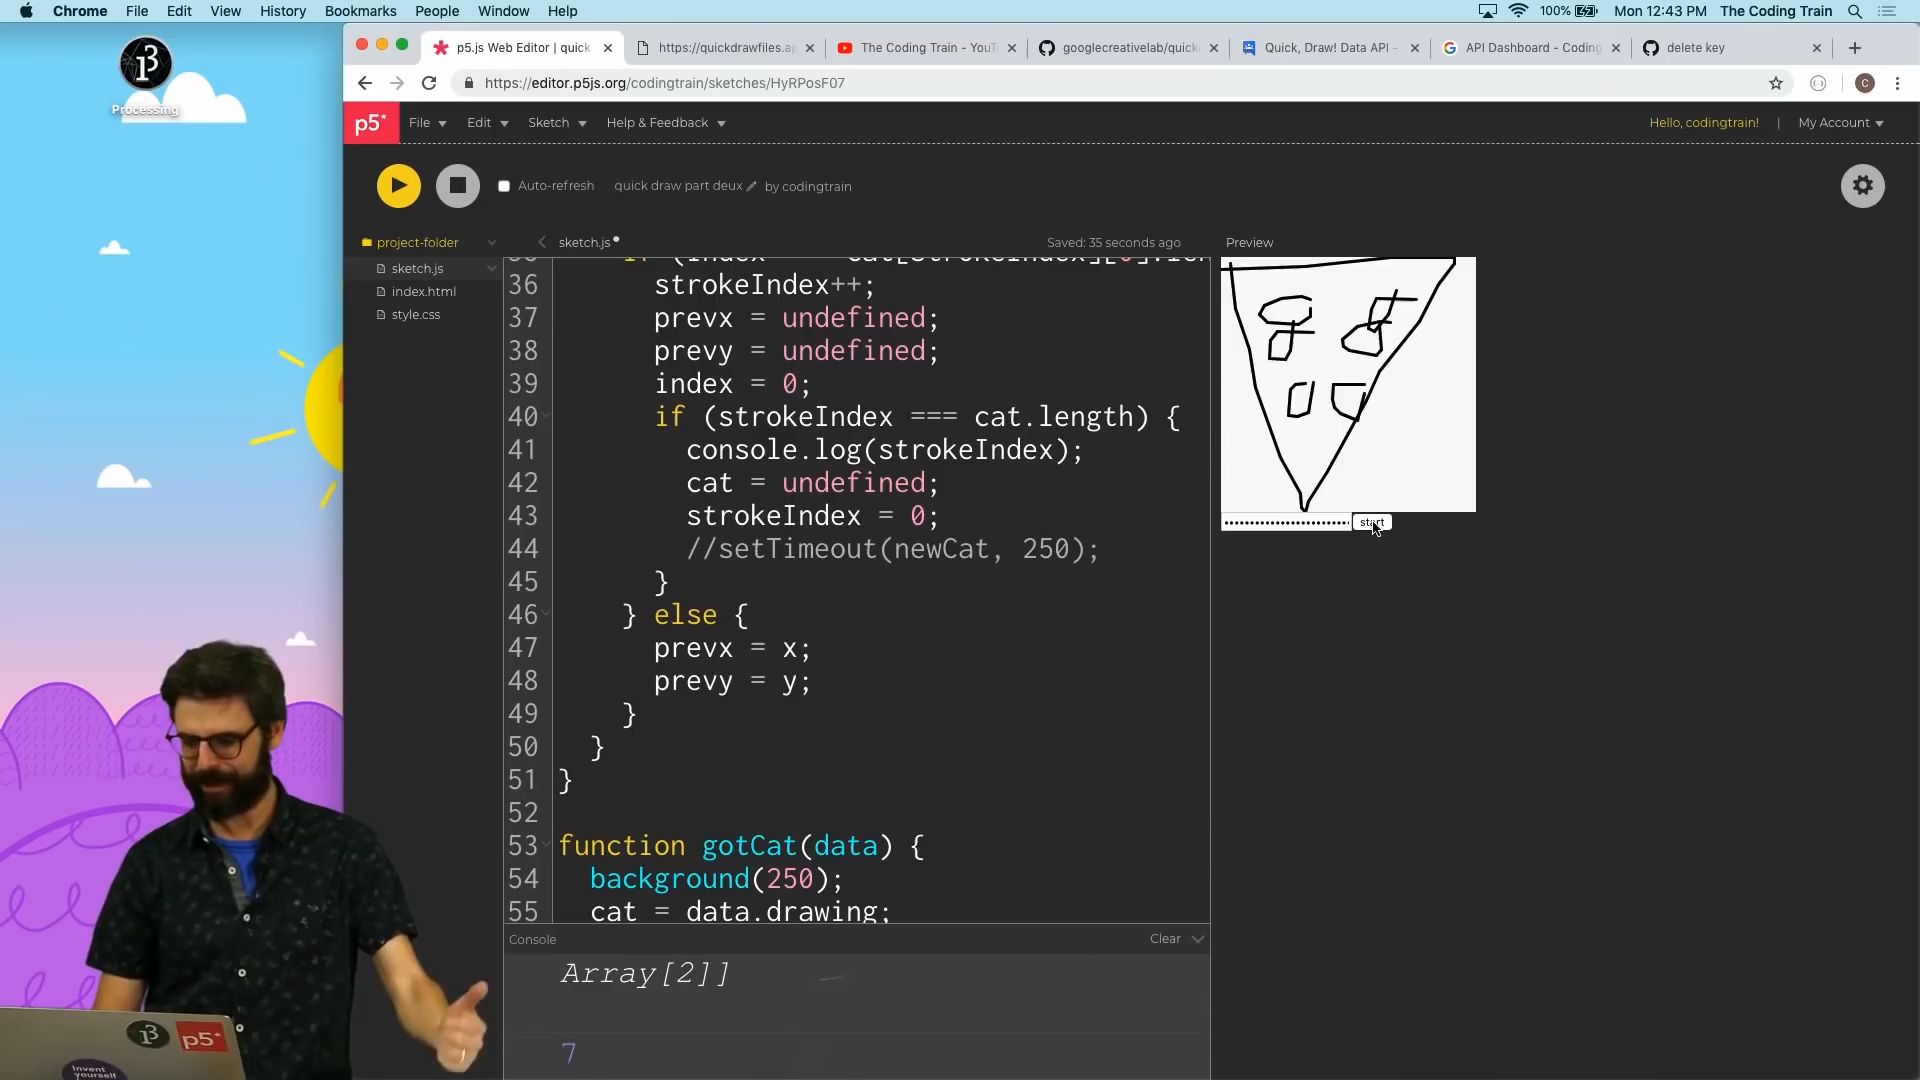 Chrome File Edit View History Bookmarks People Window Help 100% Mon 12:43 PM The Coding Train
Processing
p5.js Web Editor | quick
https://quickdrawfiles.ap
The Coding Train - YouT
googlecreativelab/quick
Quick, Draw! Data API -
API Dashboard - Coding
delete key
https://editor.p5js.org/codingtrain/sketches/HyRPosF07
C
p5* File Edit Sketch Help & Feedback Hello, codingtrain! | My Account
Auto-refresh quick draw part deux by codingtrain
project-folder
sketch.js
index.html
style.css
sketch.js
Saved: 35 seconds ago
Preview
36 strokeIndex++;
37 prevx = undefined;
38 prevy = undefined;
39 index = 0;
40 if (strokeIndex === cat.length) {
41 console.log(strokeIndex);
42 cat = undefined;
43 strokeIndex = 0;
44 //setTimeout(newCat, 250);
45 }
46 } else {
47 prevx = x;
48 prevy = y;
49 }
50 }
51 }
52
53 function gotCat(data) {
54 background(250);
55 cat = data.drawing;
start
Console
Clear
Array[2]]
7
p5*
Invent
yourself